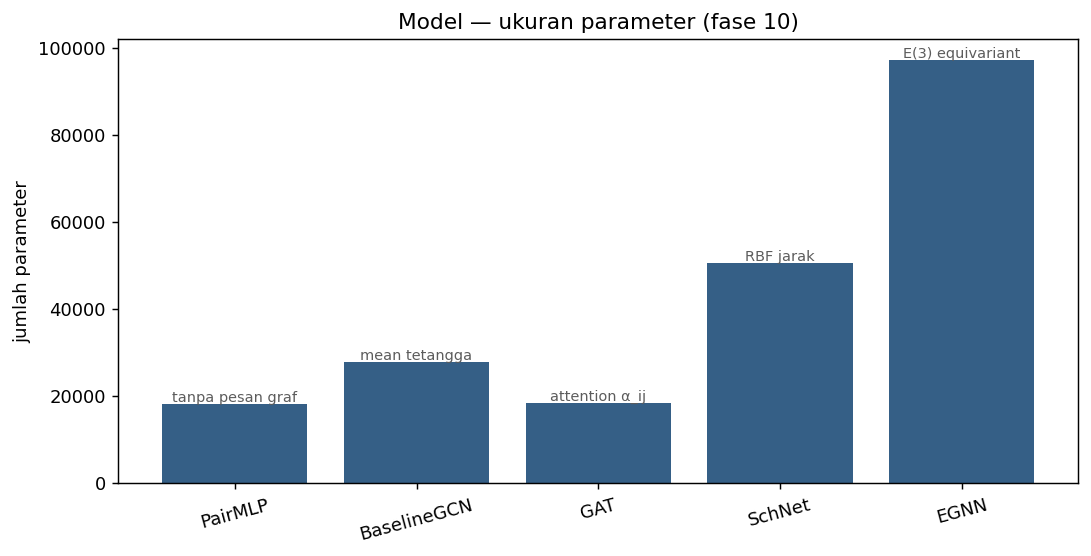 Model — ukuran parameter (fase 10)
jumlah parameter
100000
80000
60000
40000
20000
0
tanpa pesan graf
mean tetangga
attention α ij
RBF jarak
E(3) equivariant
PairMLP
BaselineGCN
GAT
SchNet
EGNN